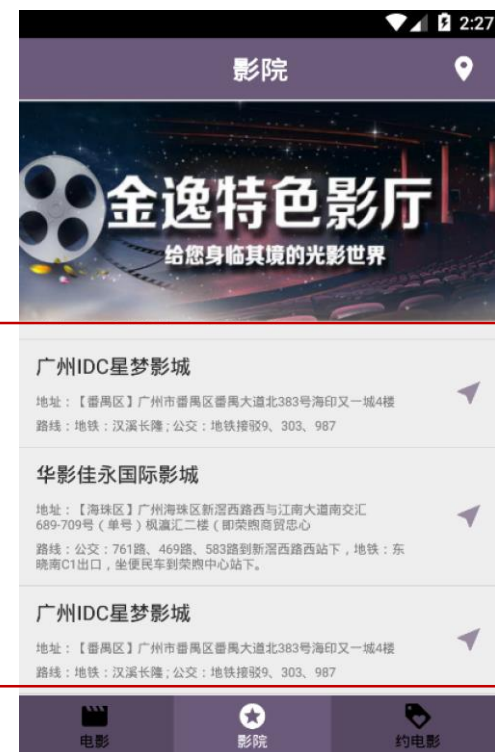 2:27
影院
金逸特色影厅
给您身临其境的光影世界
广州IDC星梦影城
地址：【番禺区】广州市番禺区番禺大道北383号海印又一城4楼
路线：地铁：汉溪长隆;公交：地铁接驳9、303、987
华影佳永国际影城
地址：【海珠区】广州海珠区新滘西路西与江南大道南交汇
689-709号（单号）枫瀛汇二楼（即荣煦商贸忠心
路线：公交：761路、469路、583路到新滘西路西站下，地铁：东
晓南C1出口，坐便民车到荣煦中心站下。
广州IDC星梦影城
地址：【番禺区】广州市番禺区番禺大道北383号海印又一城4楼
路线：地铁：汉溪长隆;公交：地铁接驳9、303、987
电影
影院
约电影